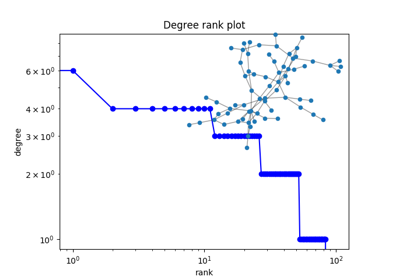 Degree rank plot
degree
6 × 10⁰
4 × 10⁰
3 × 10⁰
2 × 10⁰
10⁰
10⁰ 10¹ 10²
rank